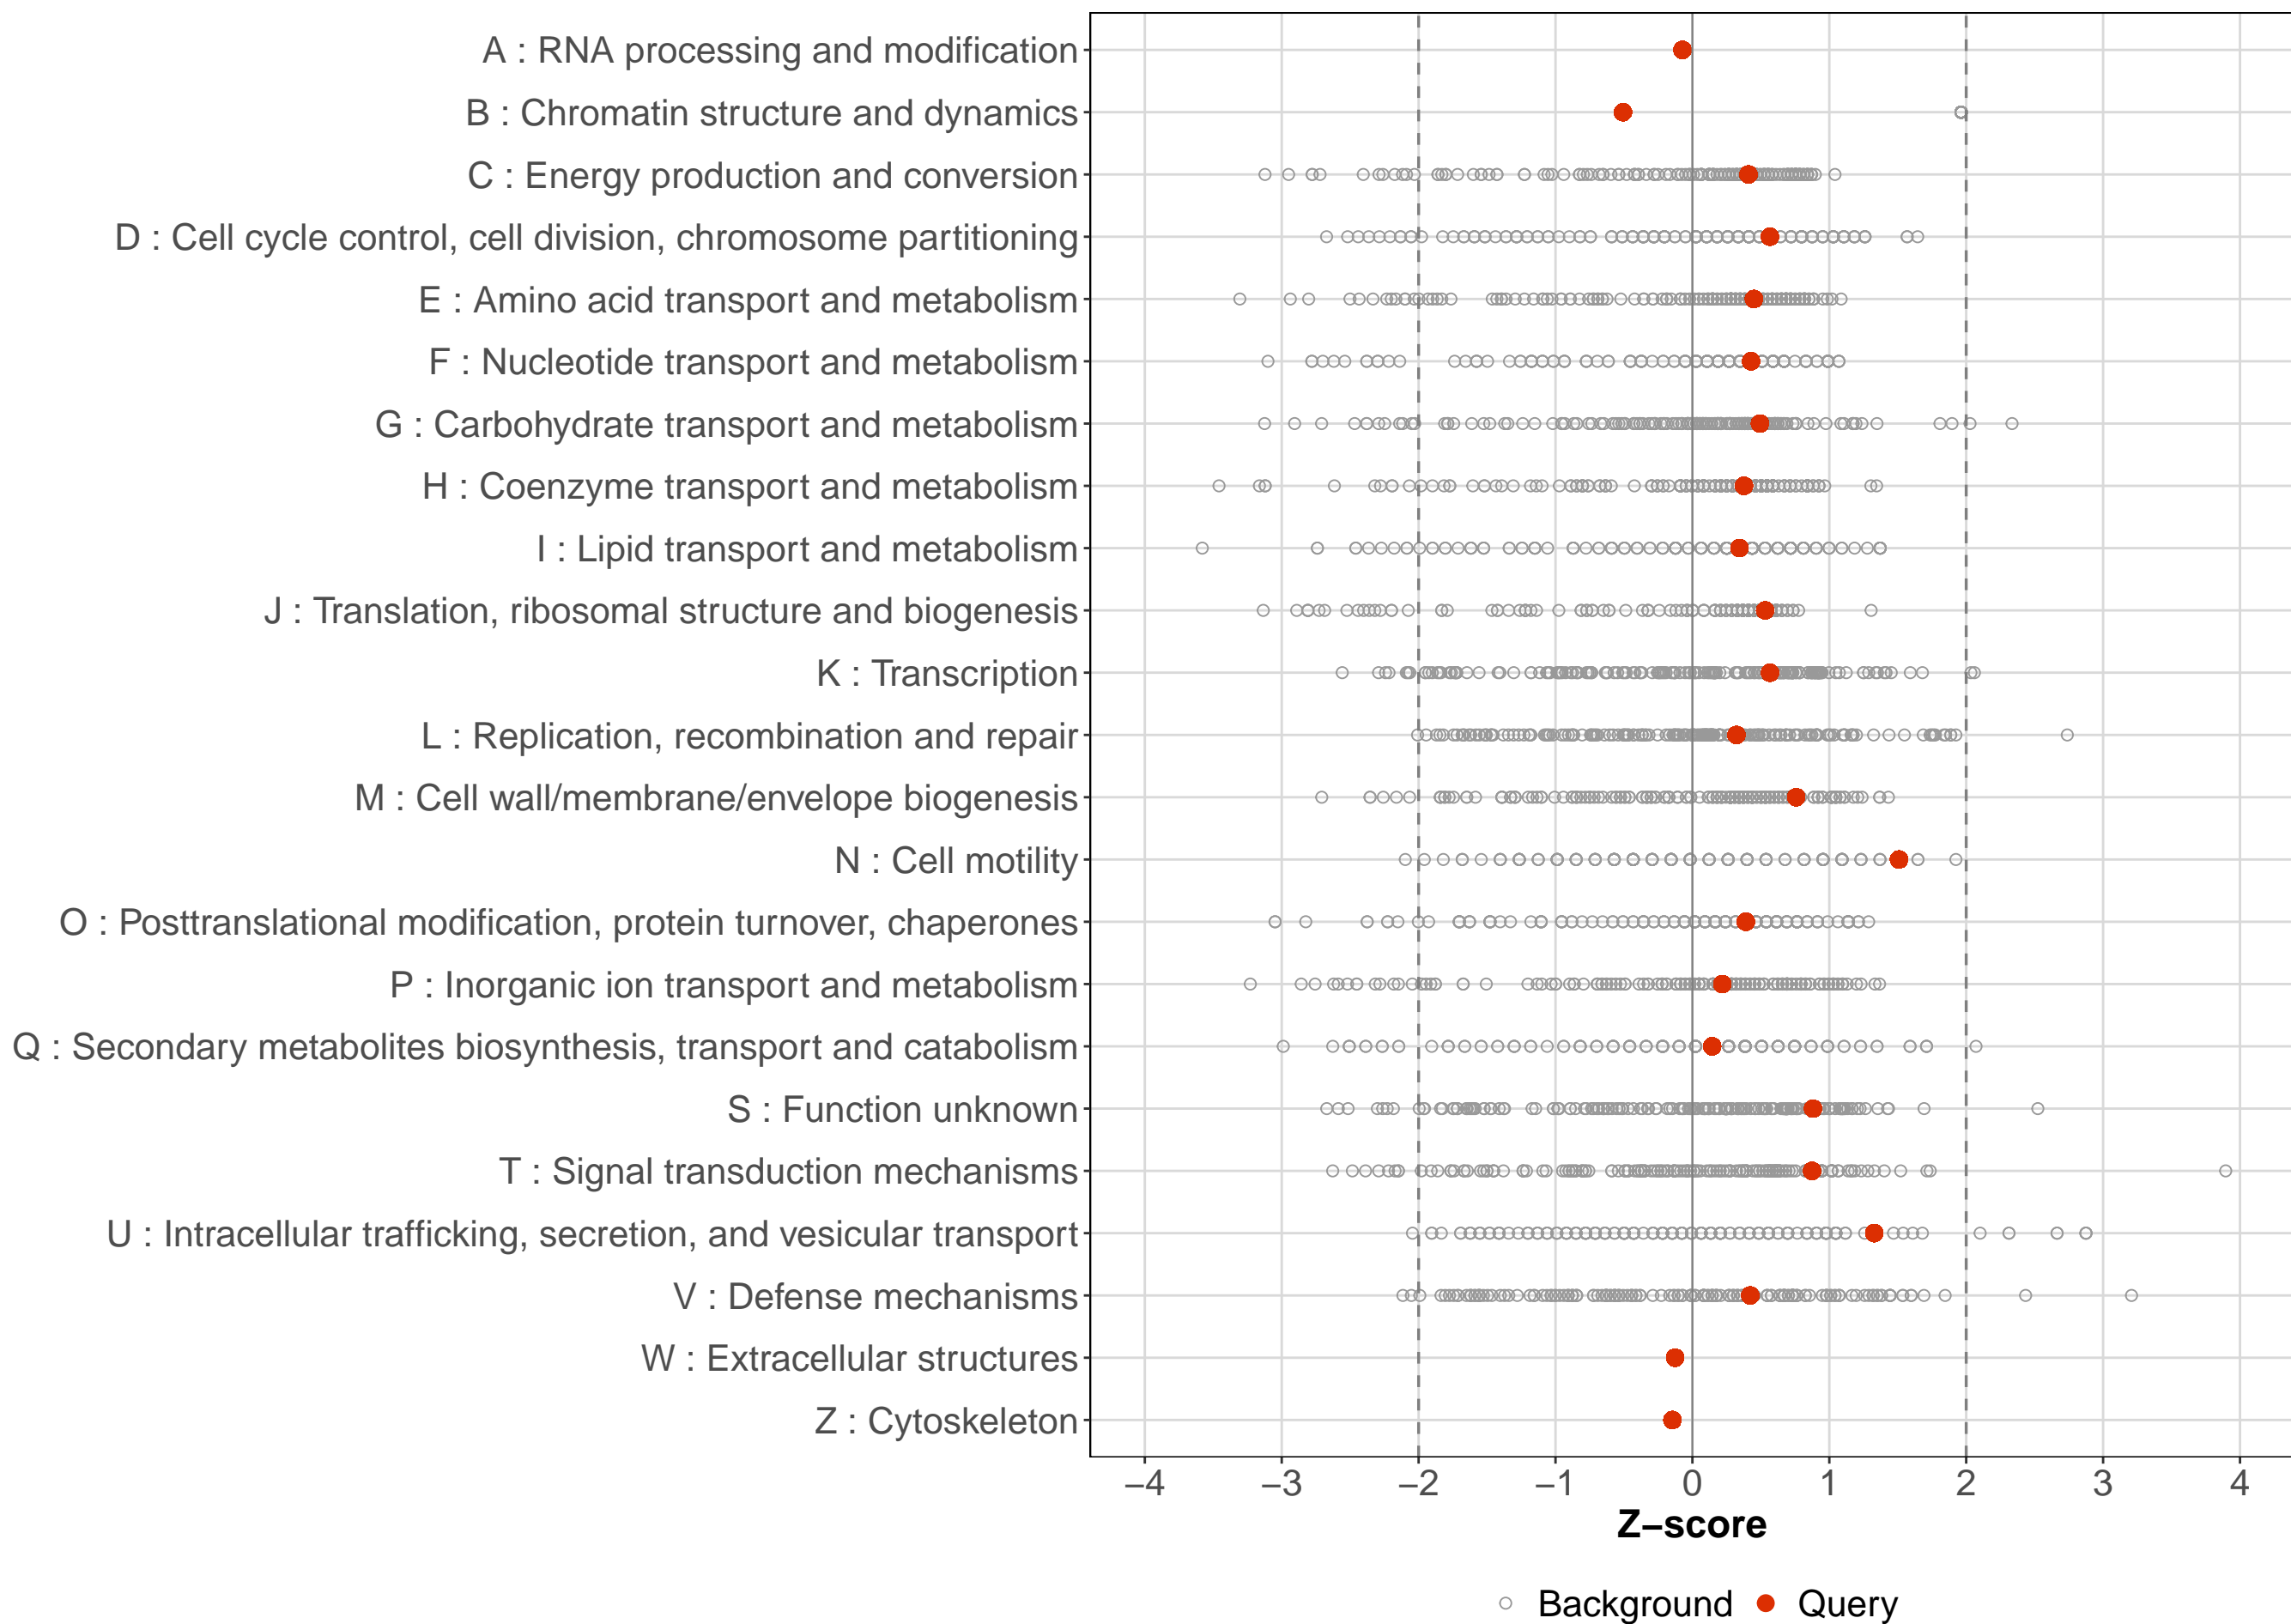 A : RNA processing and modification
B : Chromatin structure and dynamics
C : Energy production and conversion
D : Cell cycle control, cell division, chromosome partitioning
E : Amino acid transport and metabolism
F : Nucleotide transport and metabolism
G : Carbohydrate transport and metabolism
H : Coenzyme transport and metabolism
I : Lipid transport and metabolism
J : Translation, ribosomal structure and biogenesis
K : Transcription
L : Replication, recombination and repair
M : Cell wall/membrane/envelope biogenesis
N : Cell motility
O : Posttranslational modification, protein turnover, chaperones
P : Inorganic ion transport and metabolism
Q : Secondary metabolites biosynthesis, transport and catabolism
S : Function unknown
T : Signal transduction mechanisms
U : Intracellular trafficking, secretion, and vesicular transport
V : Defense mechanisms
W : Extracellular structures
Z : Cytoskeleton
−4 −3 −2 −1 0 1 2 3 4
Z−score
Background Query